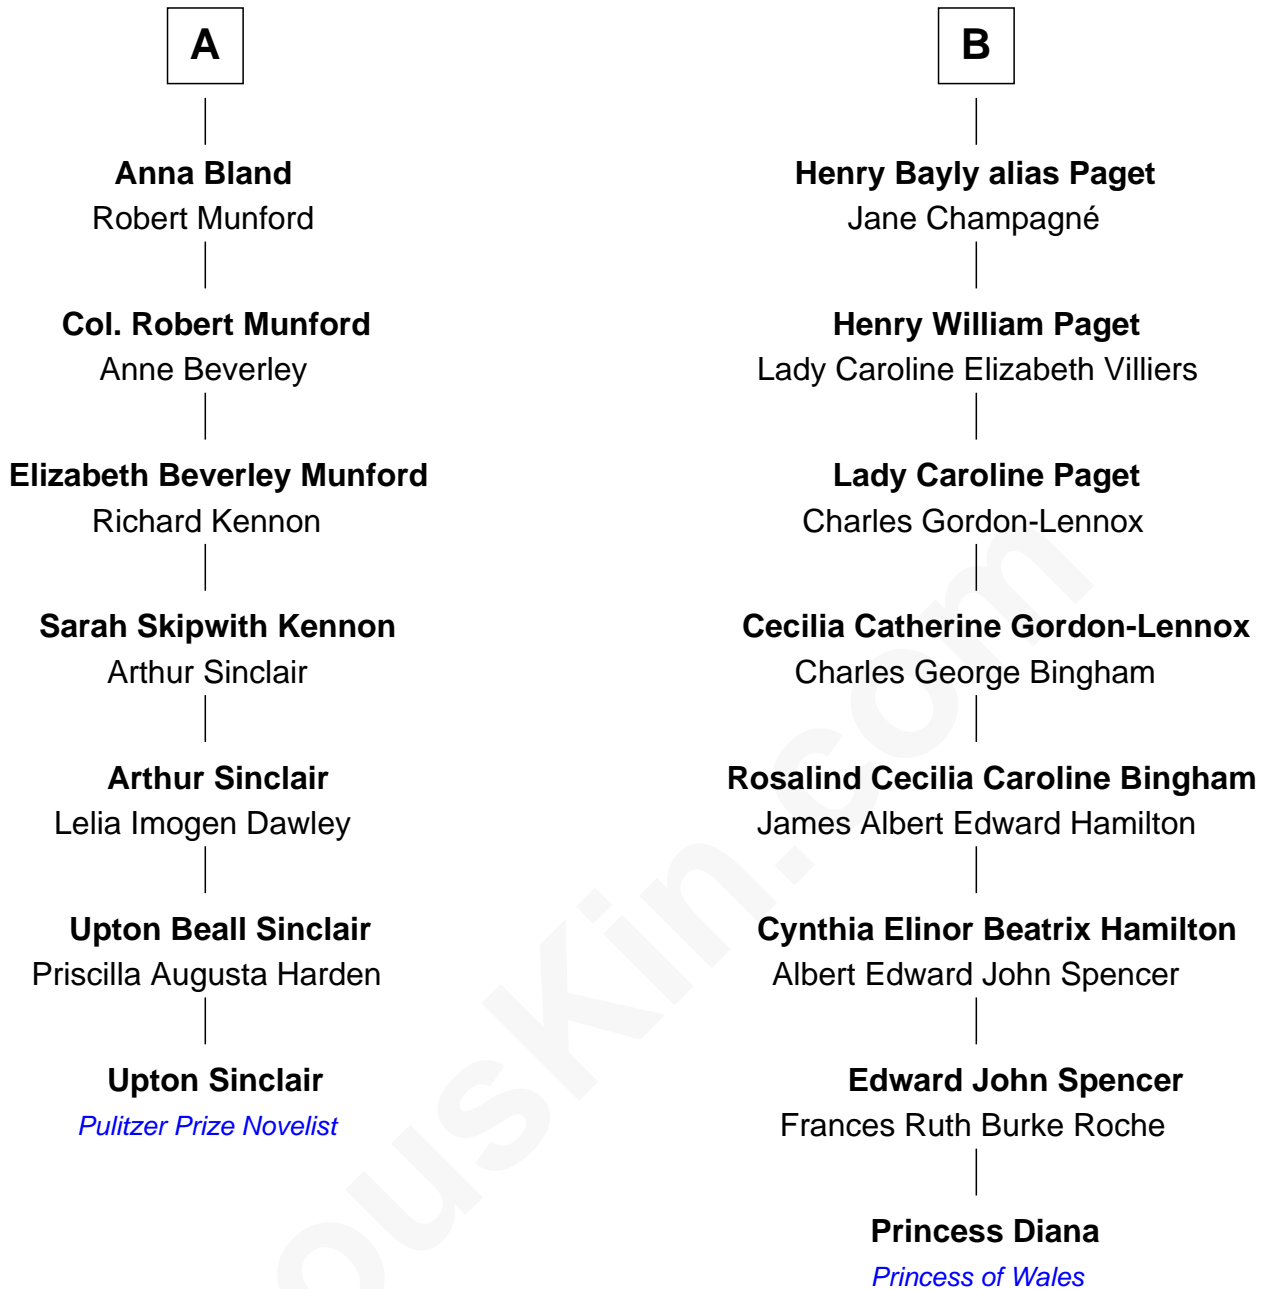 A
Anna Bland
Robert Munford
Col. Robert Munford
Anne Beverley
Elizabeth Beverley Munford
Richard Kennon
Sarah Skipwith Kennon
Arthur Sinclair
Arthur Sinclair
Lelia Imogen Dawley
Upton Beall Sinclair
Priscilla Augusta Harden
Upton Sinclair
Pulitzer Prize Novelist
B
Henry Bayly alias Paget
Jane Champagné
Henry William Paget
Lady Caroline Elizabeth Villiers
Lady Caroline Paget
Charles Gordon-Lennox
Cecilia Catherine Gordon-Lennox
Charles George Bingham
Rosalind Cecilia Caroline Bingham
James Albert Edward Hamilton
Cynthia Elinor Beatrix Hamilton
Albert Edward John Spencer
Edward John Spencer
Frances Ruth Burke Roche
Princess Diana
Princess of Wales
ousKin.com